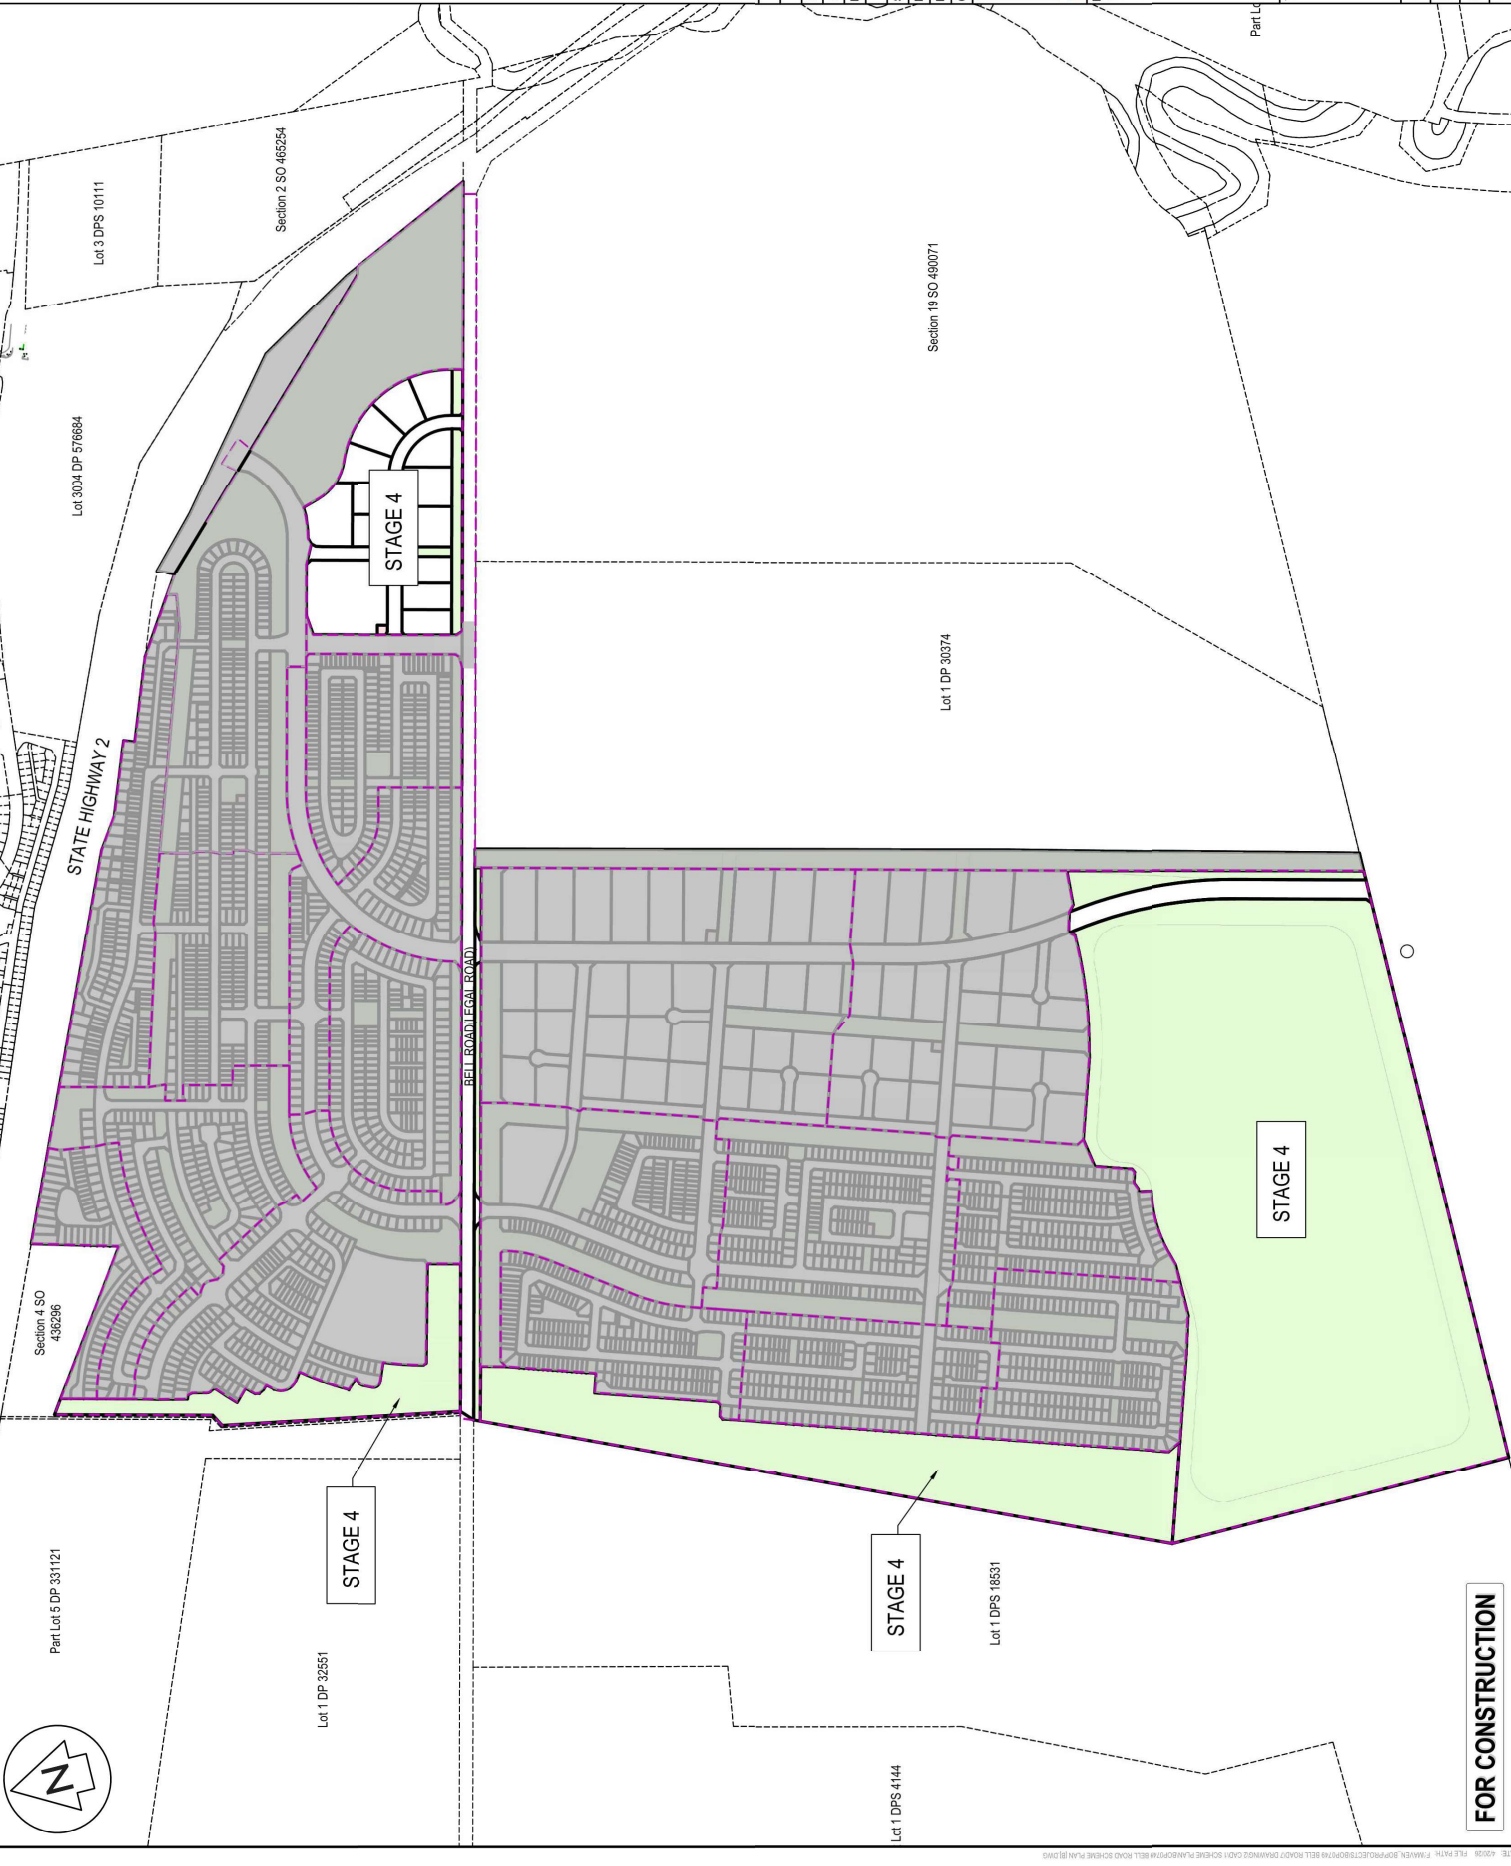 Part Lo
Lot 3 DPS 10111
Section 2 SO 465254
Lot 3034 DP 576684
Section 19 SO 490071
STAGE 4
STATE HIGHWAY 2
Lot 1 DP 30374
BELL ROAD LEGAL ROAD)
STAGE 4
Section 4 SO
436296
STAGE 4
STAGE 4
Part Lot 5 DP 331121
Lot 1 DP 32551
Lot 1 DPS 18531
Lot 1 DPS 4144
N
FOR CONSTRUCTION